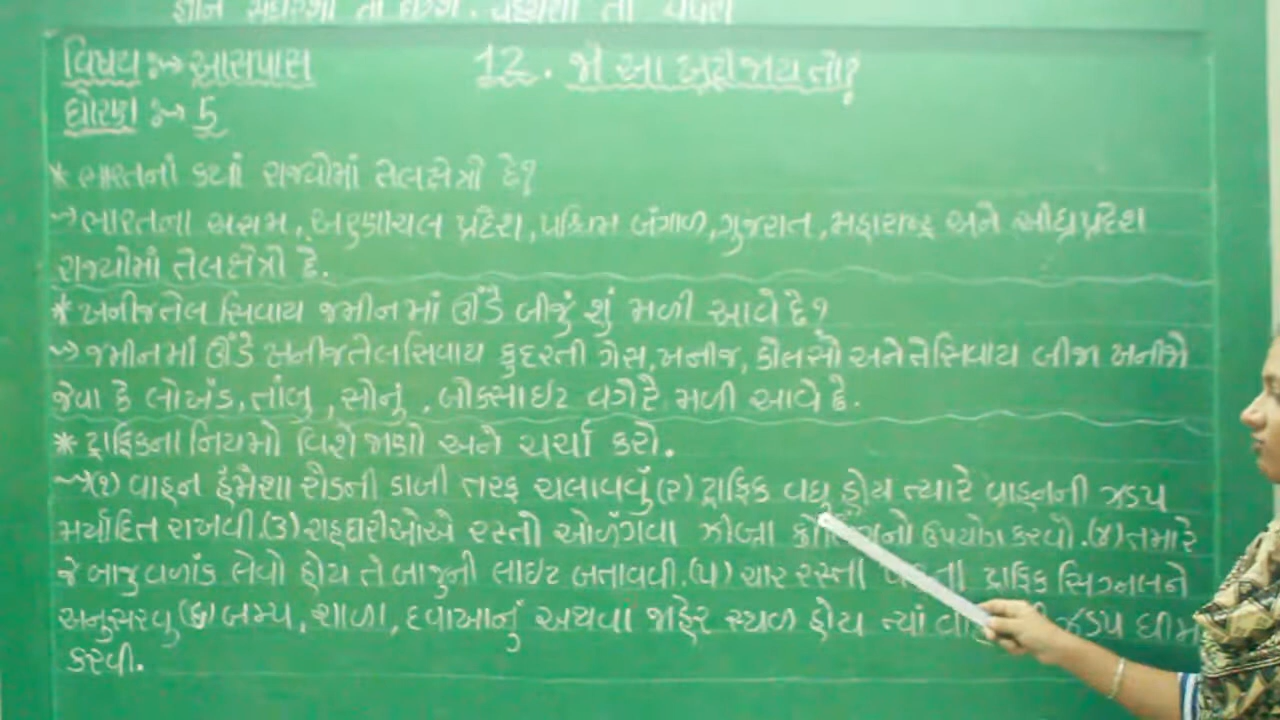 વિષય :→ આસપાસ
12. જો આ ખૂટી જાય તો?
ધોરણ :→ 5
* ભારતનાં કયાં રાજ્યોમાં તેલક્ષેત્રો છે?
→ ભારતના અસમ, અરુણાચલ પ્રદેશ, પશ્ચિમ બંગાળ, ગુજરાત, મહારાષ્ટ્ર અને આંધ્રપ્રદેશ
રાજ્યોમાં તેલક્ષેત્રો છે.
* ખનીજતેલ સિવાય જમીનમાં ઊંડે બીજું શું મળી આવે છે?
→ જમીનમાં ઊંડે ખનીજતેલ સિવાય કુદરતી ગેસ, ખનીજ, કોલસો અને તે સિવાય બીજા ખનીજો
જેવા કે લોખંડ, તાંબુ, સોનું, બોક્સાઇટ વગેરે મળી આવે છે.
* ટ્રાફિકના નિયમો વિશે જાણો અને ચર્ચા કરો.
→ (૧) વાહન હંમેશા રોડની ડાબી તરફ ચલાવવું (૨) ટ્રાફિક વધુ હોય ત્યારે વાહનની ઝડપ
મર્યાદિત રાખવી. (૩) રાહદારીઓએ રસ્તો ઓળંગવા ઝીબ્રા નો ઉપયોગ કરવો. (૪) તમારે
જે બાજુ વળાંક લેવો હોય તે બાજુની લાઇટ બતાવવી. (૫) ચાર રસ્તા ટ્રાફિક સિગ્નલને
અનુસરવુ (૬) બમ્પ, શાળા, દવાખાનું અથવા જાહેર સ્થળ હોય ત્યાં ઝડપ ધીમી
કરવી.